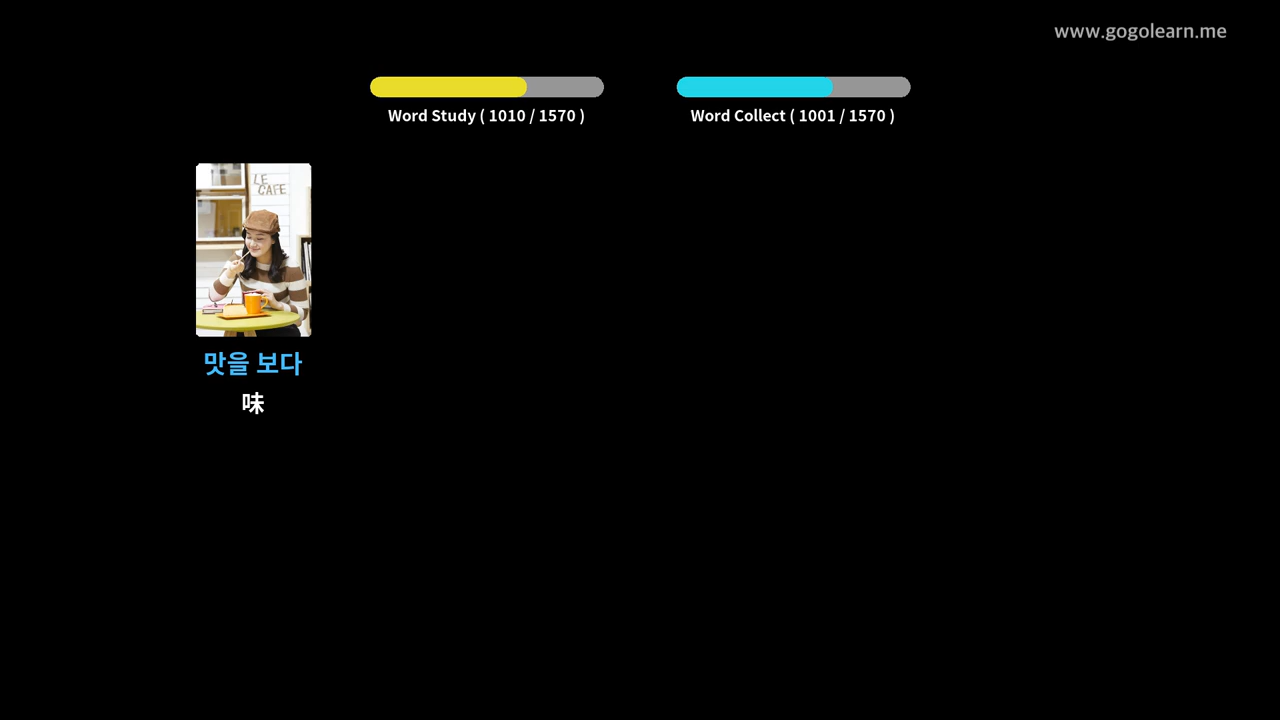 www.gogolearn.me
Word Study ( 1010 / 1570 )
Word Collect ( 1001 / 1570 )
LE
CAFE
맛을 보다
味